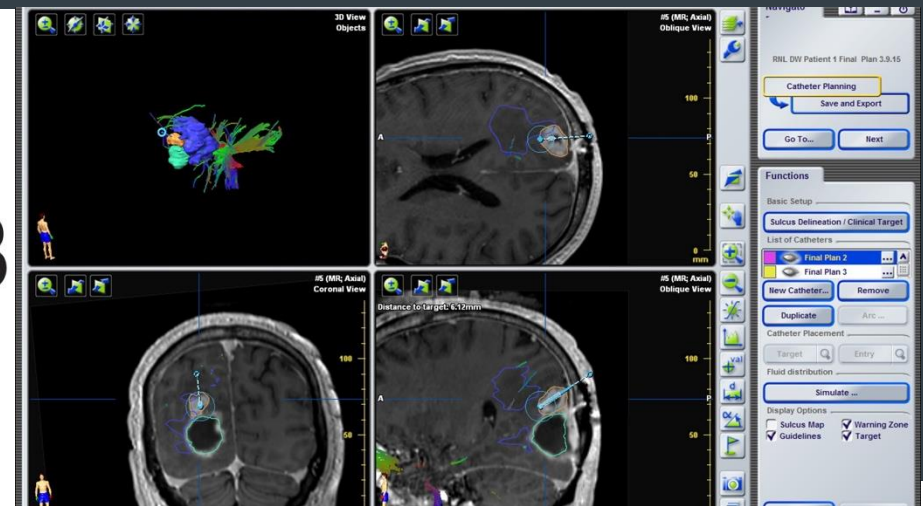 3D View
Objects
#5 (MR; Axial)
Oblique View
A
P
100
50
0
mm
#5 (MR; Axial)
Coronal View
100
50
#5 (MR; Axial)
Oblique View
Distance to target: 6.12mm
A
P
100
50
val
d
RNL DW Patient 1 Final Plan 3.9.15
Catheter Planning
Save and Export
Go To...
Next
Functions
Basic Setup
Sulcus Delineation / Clinical Target
List of Catheters
Final Plan 2 ...
Final Plan 3 ...
New Catheter... Remove
Duplicate Arc ...
Catheter Placement
Target Entry
Fluid distribution
Simulate ...
Display Options
Sulcus Map Warning Zone
Guidelines Target